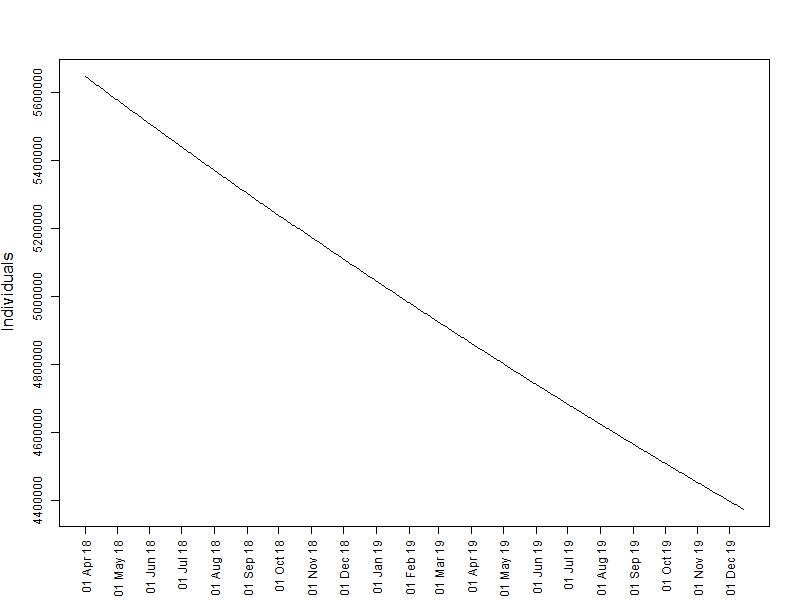 Individuals
5600000
5400000
5200000
5000000
4800000
4600000
4400000
01 Apr 18
01 May 18
01 Jun 18
01 Jul 18
01 Aug 18
01 Sep 18
01 Oct 18
01 Nov 18
01 Dec 18
01 Jan 19
01 Feb 19
01 Mar 19
01 Apr 19
01 May 19
01 Jun 19
01 Jul 19
01 Aug 19
01 Sep 19
01 Oct 19
01 Nov 19
01 Dec 19